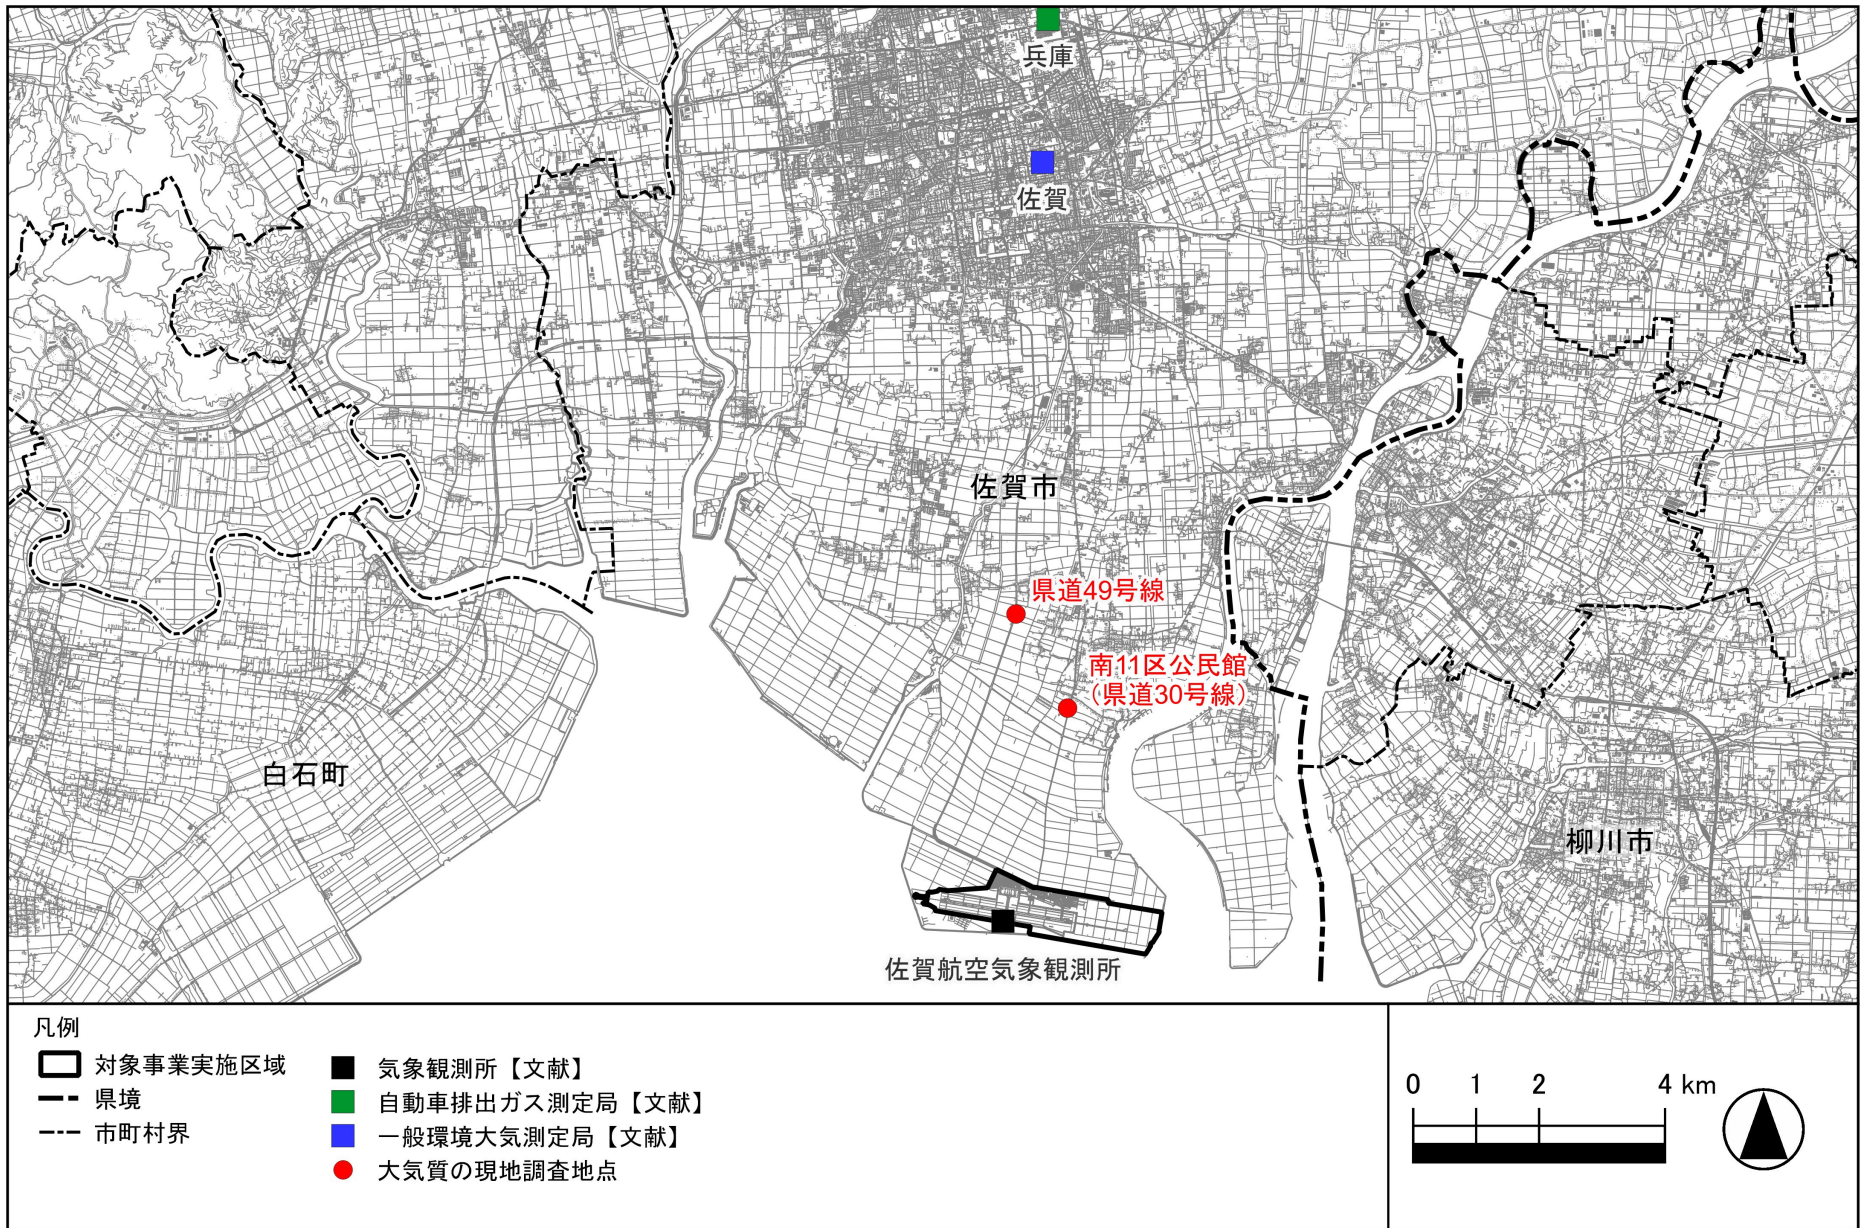 兵庫
佐賀
佐賀市
県道49号線
南11区公民館
（県道30号線）
白石町
柳川市
佐賀航空気象観測所
凡例
対象事業実施区域
県境
市町村界
気象観測所【文献】
自動車排出ガス測定局【文献】
一般環境大気測定局【文献】
大気質の現地調査地点
0 1 2 4 km